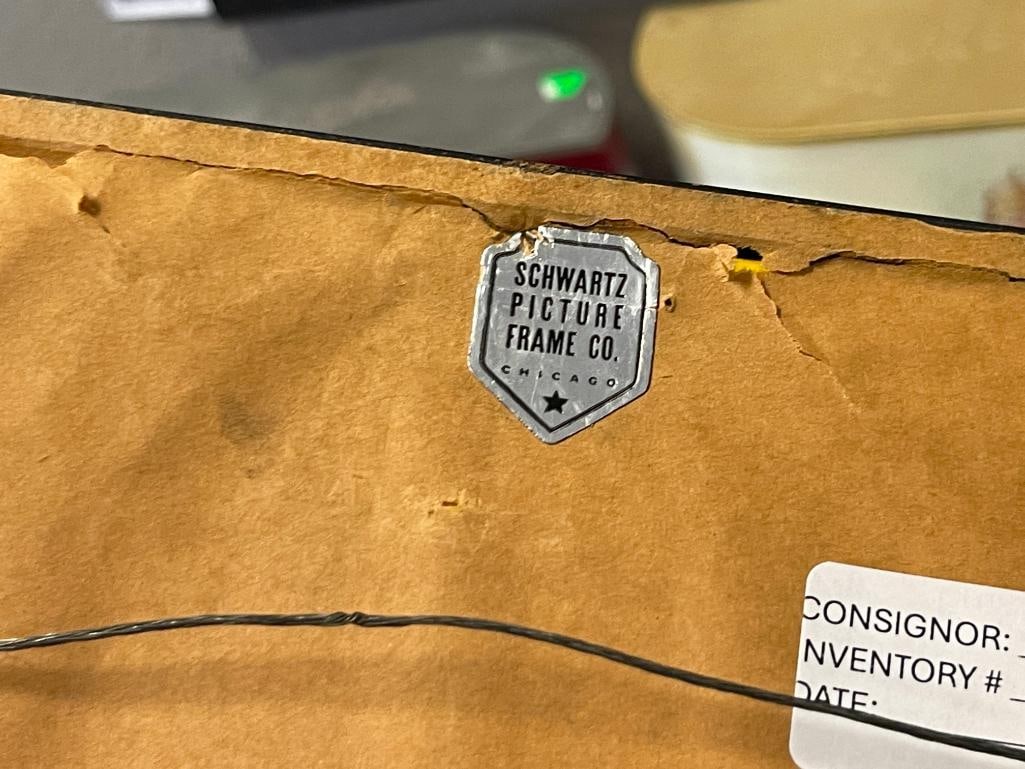 SCHWARTZ
PICTURE
FRAME CO.
CHICAGO
CONSIGNOR:
NVENTORY #
DATE: